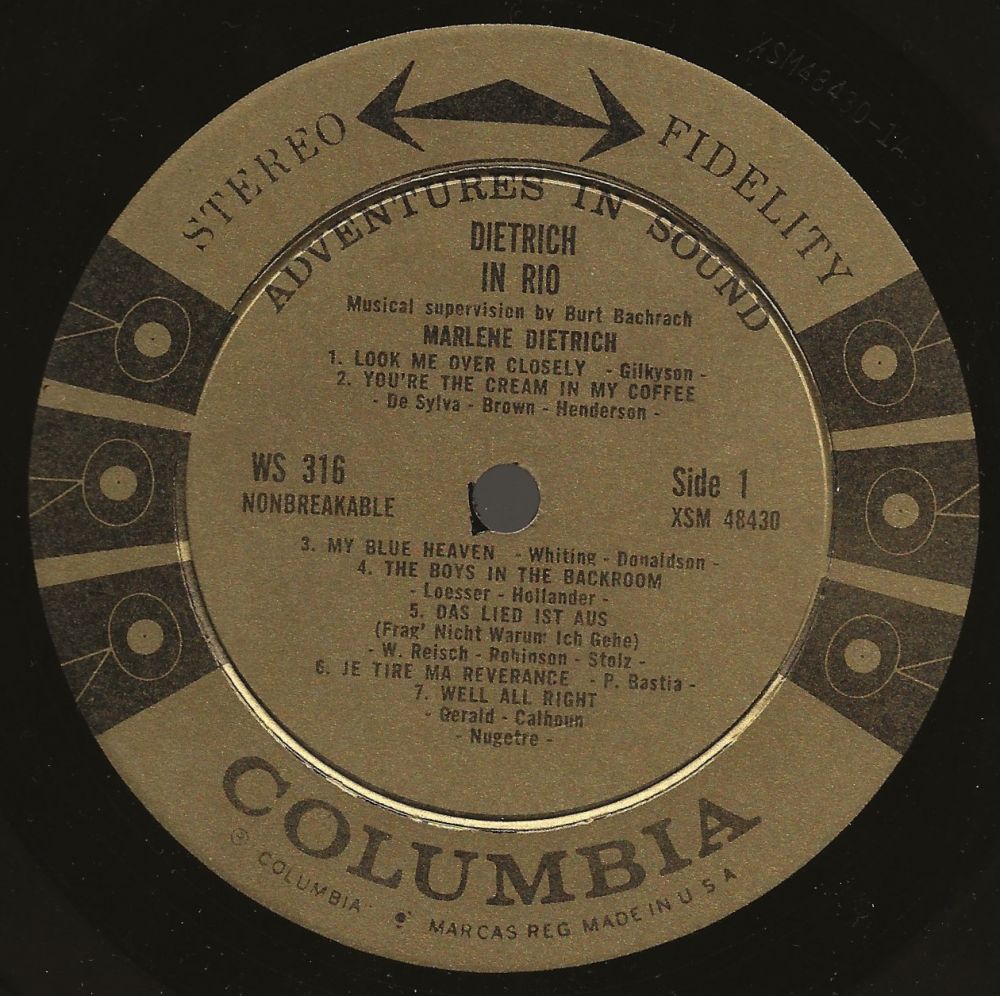 XSM48430-1
STEREO FIDELITY
ADVENTURES IN SOUND
DIETRICH
IN RIO
Musical supervision by Burt Bachrach
MARLENE DIETRICH
1. LOOK ME OVER CLOSELY - Gilkyson -
2. YOU'RE THE CREAM IN MY COFFEE
- De Sylva - Brown - Henderson -
WS 316
NONBREAKABLE
Side 1
XSM 48430
3. MY BLUE HEAVEN - Whiting - Donaldson -
4. THE BOYS IN THE BACKROOM
- Loesser - Hollander -
5. DAS LIED IST AUS
(Frag' Nicht Warum Ich Gehe)
- W. Reisch - Robinson - Stolz -
6. JE TIRE MA REVERANCE - P. Bastia -
7. WELL ALL RIGHT
- Gerald - Calhoun
- Nugetre -
COLUMBIA
COLUMBIA MARCAS REG MADE IN U S A